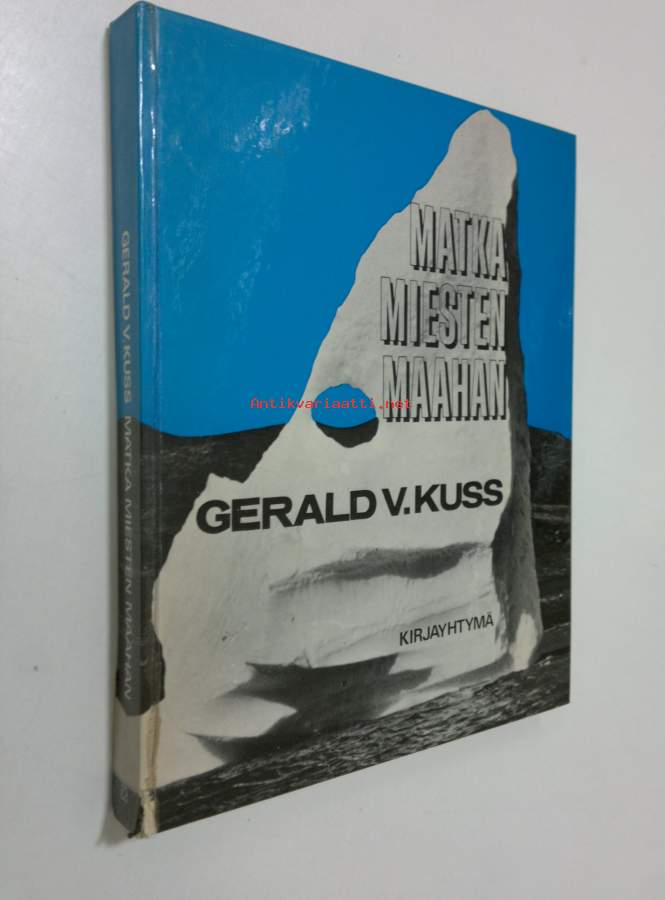 MATKA
MIESTEN
MAAHAN
Antikvariaatti.net
GERALD V. KUSS
KIRJAYHTYMÄ
GERALD V. KUSS MATKA MIESTEN MAAHAN